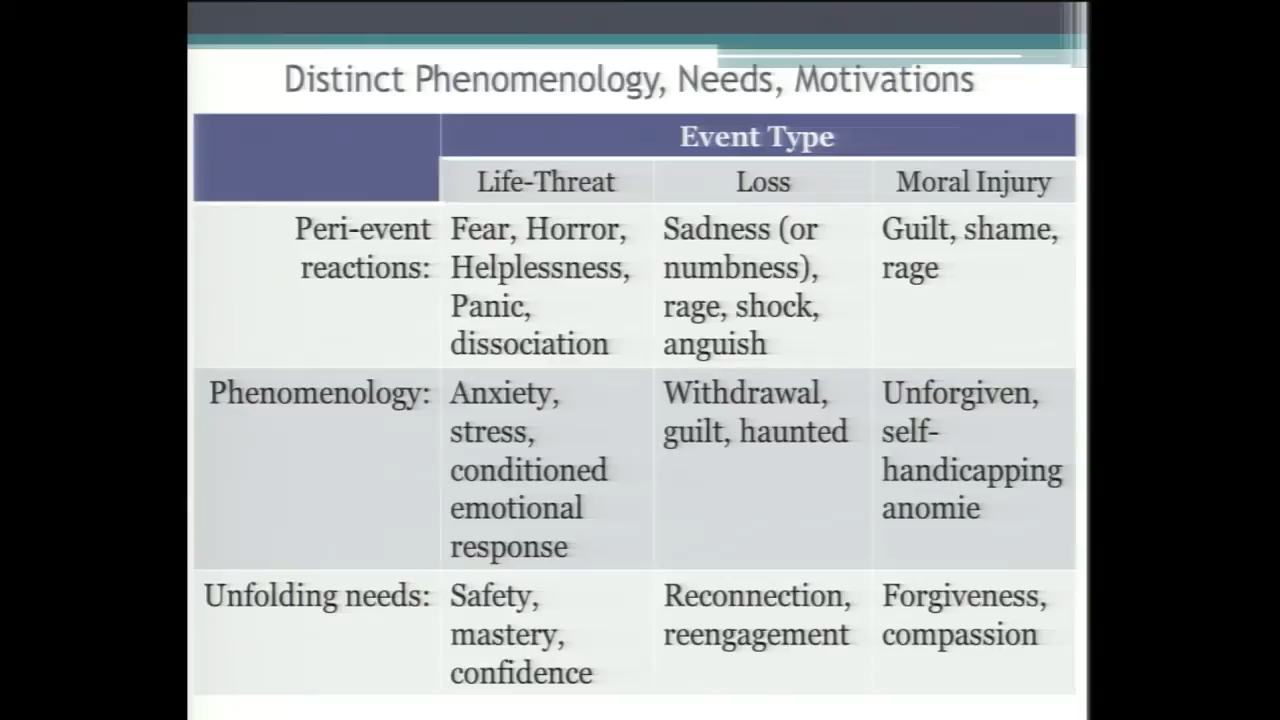 Distinct Phenomenology, Needs, Motivations
Event Type
Life-Threat Loss Moral Injury
Peri-event reactions:
Fear, Horror,
Helplessness,
Panic,
dissociation
Sadness (or
numbness),
rage, shock,
anguish
Guilt, shame,
rage
Phenomenology:
Anxiety,
stress,
conditioned
emotional
response
Withdrawal,
guilt, haunted
Unforgiven,
self-
handicapping
anomie
Unfolding needs:
Safety,
mastery,
confidence
Reconnection,
reengagement
Forgiveness,
compassion